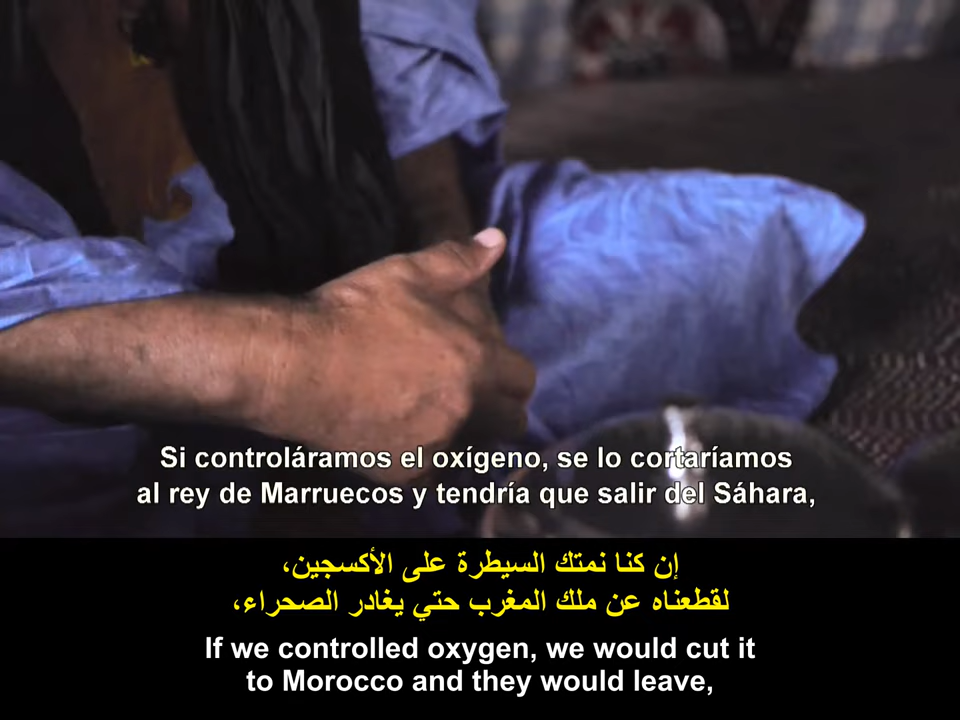 Si controláramos el oxígeno, se lo cortaríamos
al rey de Marruecos y tendría que salir del Sáhara,
إن كنا نمتك السيطرة على الأكسجين،
لقطعناه عن ملك المغرب حتي يغادر الصحراء،
If we controlled oxygen, we would cut it
to Morocco and they would leave,